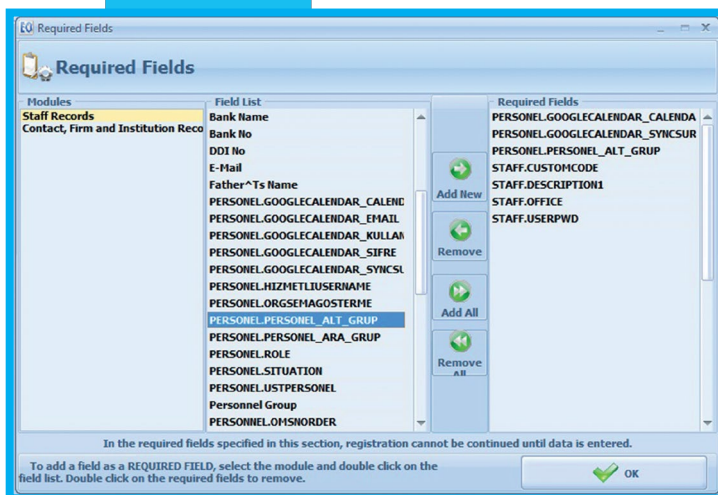 Required Fields
Required Fields
Modules
Staff Records
Contact, Firm and Institution Reco
Field List
Bank Name
Bank No
DDI No
E-Mail
Father^Ts Name
PERSONEL.GOOGLECALENDAR_CALEND
PERSONEL.GOOGLECALENDAR_EMAIL
PERSONEL.GOOGLECALENDAR_KULLAN
PERSONEL.GOOGLECALENDAR_SIFRE
PERSONEL.GOOGLECALENDAR_SYNCSU
PERSONEL.HIZMETLIUSERNAME
PERSONEL.ORGSEMAGOSTERME
PERSONEL.PERSONEL_ALT_GRUP
PERSONEL.PERSONEL_ARA_GRUP
PERSONEL.ROLE
PERSONEL.SITUATION
PERSONEL.USTPERSONEL
Personnel Group
PERSONNEL.OMSNORDER
Add New
Remove
Add All
Remove
All
Required Fields
PERSONEL.GOOGLECALENDAR_CALENDA
PERSONEL.GOOGLECALENDAR_SYNCSUR
PERSONEL.PERSONEL_ALT_GRUP
STAFF.CUSTOMCODE
STAFF.DESCRIPTION1
STAFF.OFFICE
STAFF.USERPWD
In the required fields specified in this section, registration cannot be continued until data is entered.
To add a field as a REQUIRED FIELD, select the module and double click on the
field list. Double click on the required fields to remove.
OK